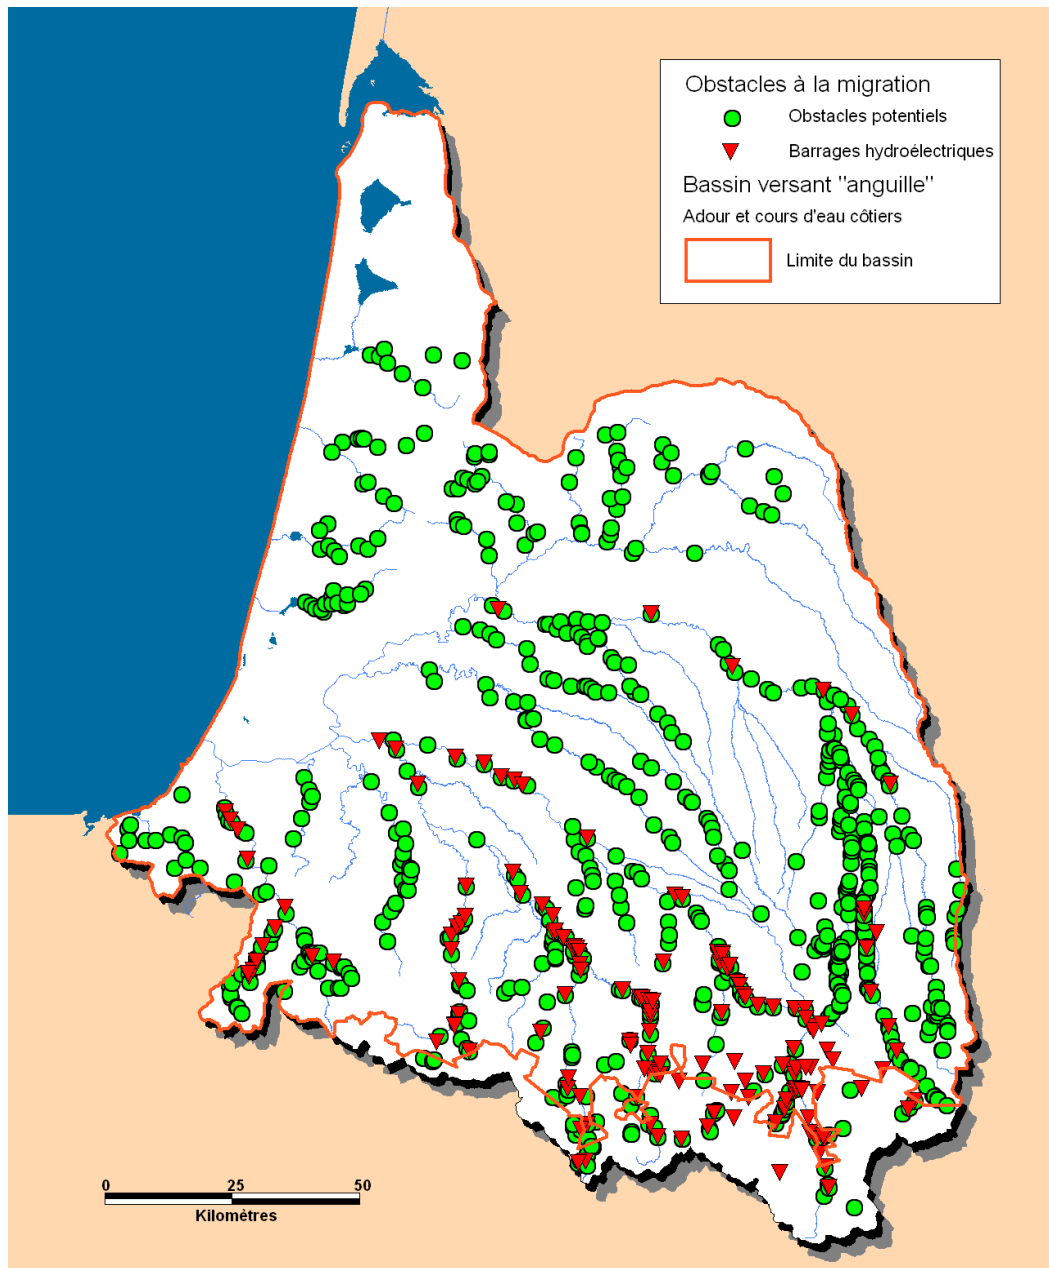 Obstacles à la migration
Obstacles potentiels
Barrages hydroélectriques
Bassin versant "anguille"
Adour et cours d'eau côtiers
Limite du bassin
0 25 50
Kilomètres